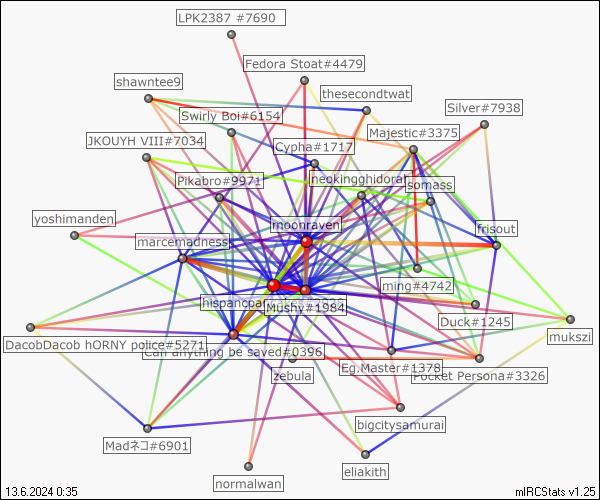 LPK2387 #7690
Fedora Stoat#4479
shawntee9
thesecondtwat
Silver#7938
Swirly Boi#6154
Majestic#3375
JKOUYH VIII#7034
Cypha#1717
Pikabro#9971
neokingghidorah
somass
yoshimanden
moonraven
frisout
marcemadness
ming#4742
hispanicpa
Mushy#1984
Duck#1245
mukszi
DacobDacob hORNY police#5271
Can anything be saved#0396
Eg.Master#1378
zebula
Pocket Persona#3326
bigcitysamurai
Madネコ#6901
eliakith
normalwan
13.6.2024 0:35
mIRCStats v1.25